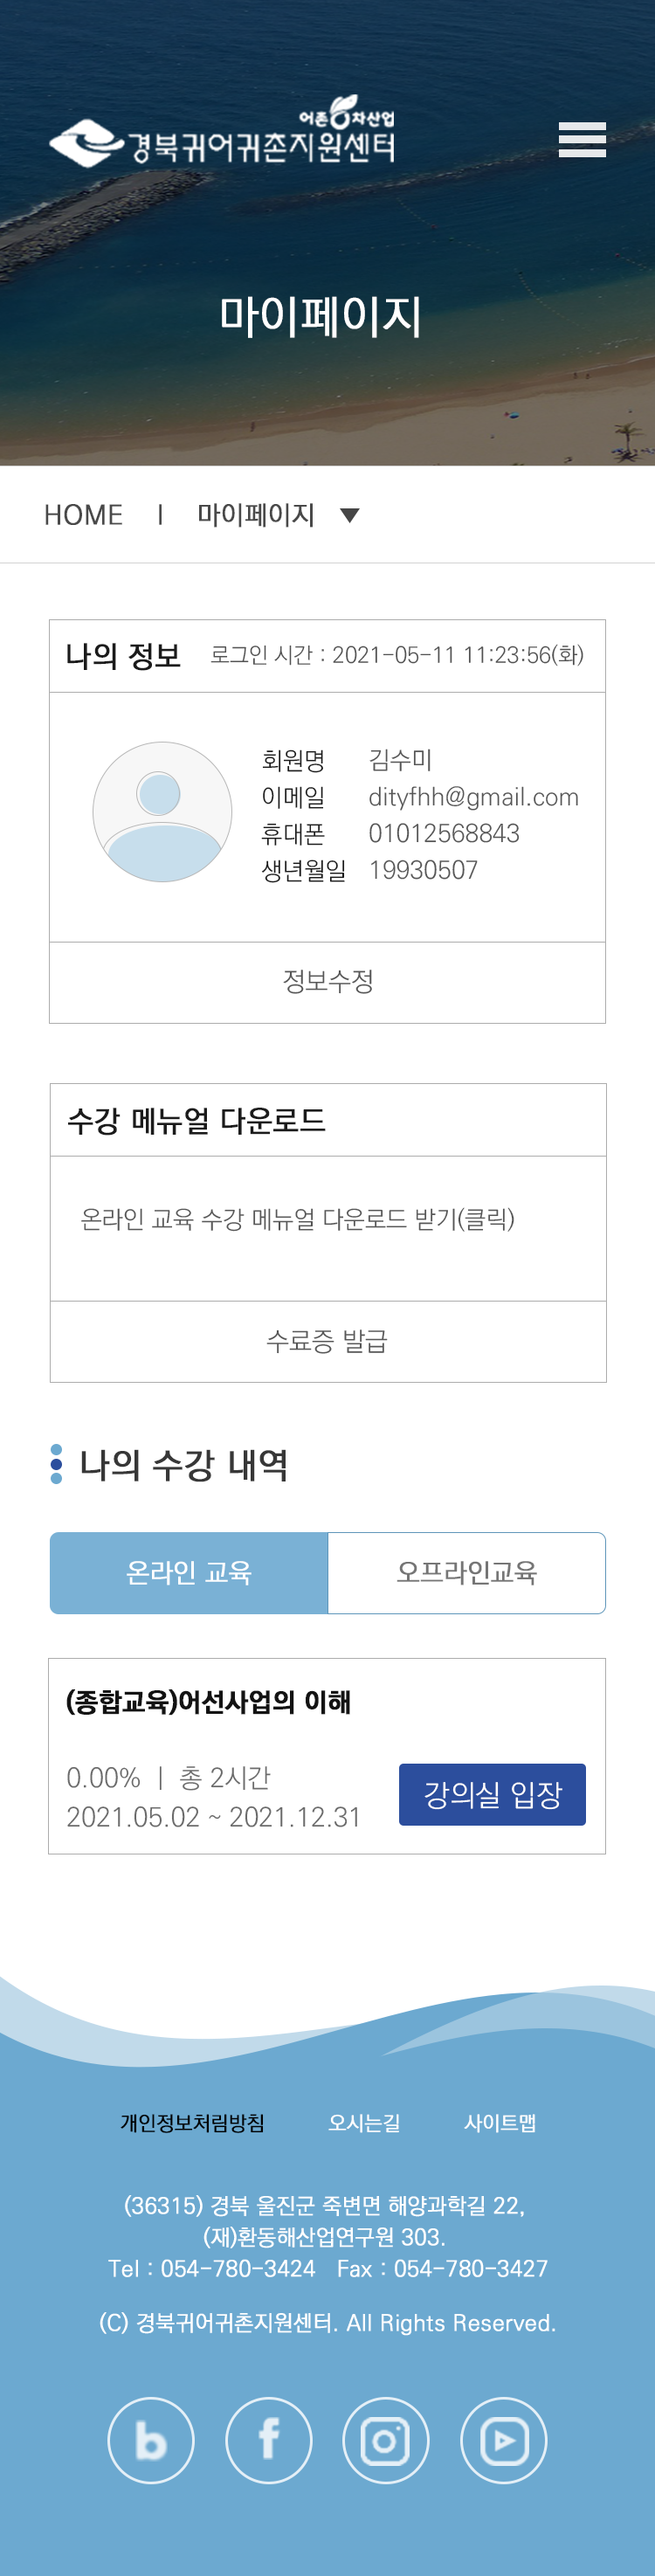 어촌6차산업
경북귀어귀촌지원센터
마이페이지
HOME | 마이페이지 ▼
나의 정보 로그인 시간 : 2021-05-11 11:23:56(화)
회원명 김수미
이메일 dityfhh@gmail.com
휴대폰 01012568843
생년월일 19930507
정보수정
수강 메뉴얼 다운로드
온라인 교육 수강 메뉴얼 다운로드 받기(클릭)
수료증 발급
나의 수강 내역
온라인 교육 오프라인교육
(종합교육)어선사업의 이해
0.00% | 총 2시간
2021.05.02 ~ 2021.12.31
강의실 입장
개인정보처림방침 오시는길 사이트맵
(36315) 경북 울진군 죽변면 해양과학길 22,
(재)환동해산업연구원 303.
Tel : 054-780-3424 Fax : 054-780-3427
(C) 경북귀어귀촌지원센터. All Rights Reserved.
b f